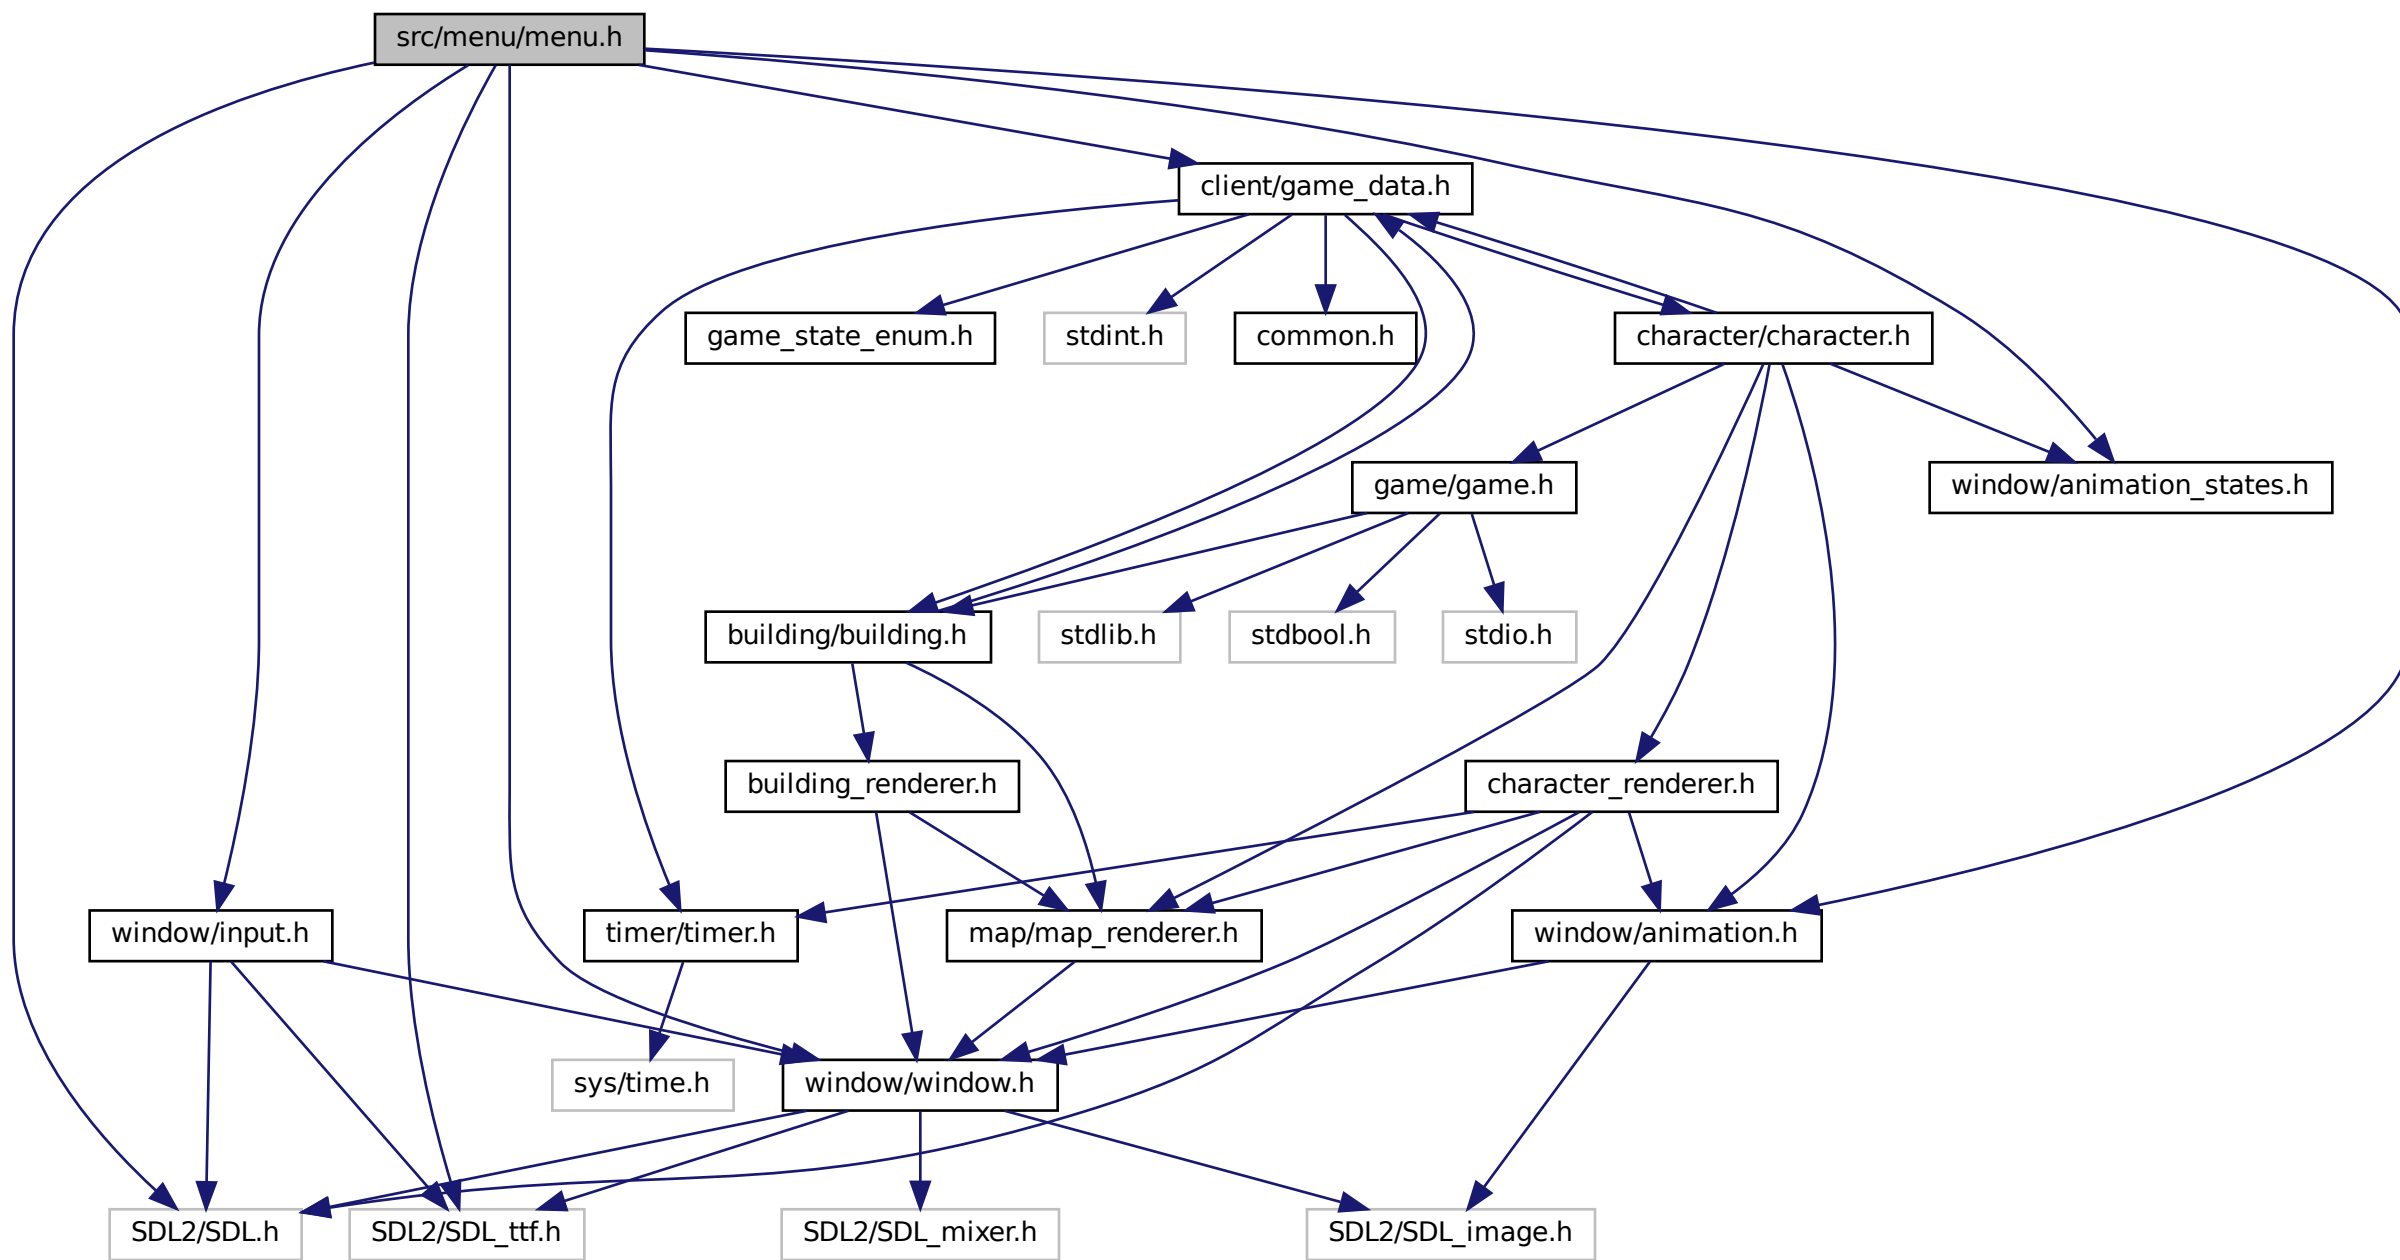 src/menu/menu.h
client/game_data.h
game_state_enum.h
stdint.h
common.h
character/character.h
game/game.h
window/animation_states.h
building/building.h
stdlib.h
stdbool.h
stdio.h
building_renderer.h
character_renderer.h
window/input.h
timer/timer.h
map/map_renderer.h
window/animation.h
sys/time.h
window/window.h
SDL2/SDL.h
SDL2/SDL_ttf.h
SDL2/SDL_mixer.h
SDL2/SDL_image.h